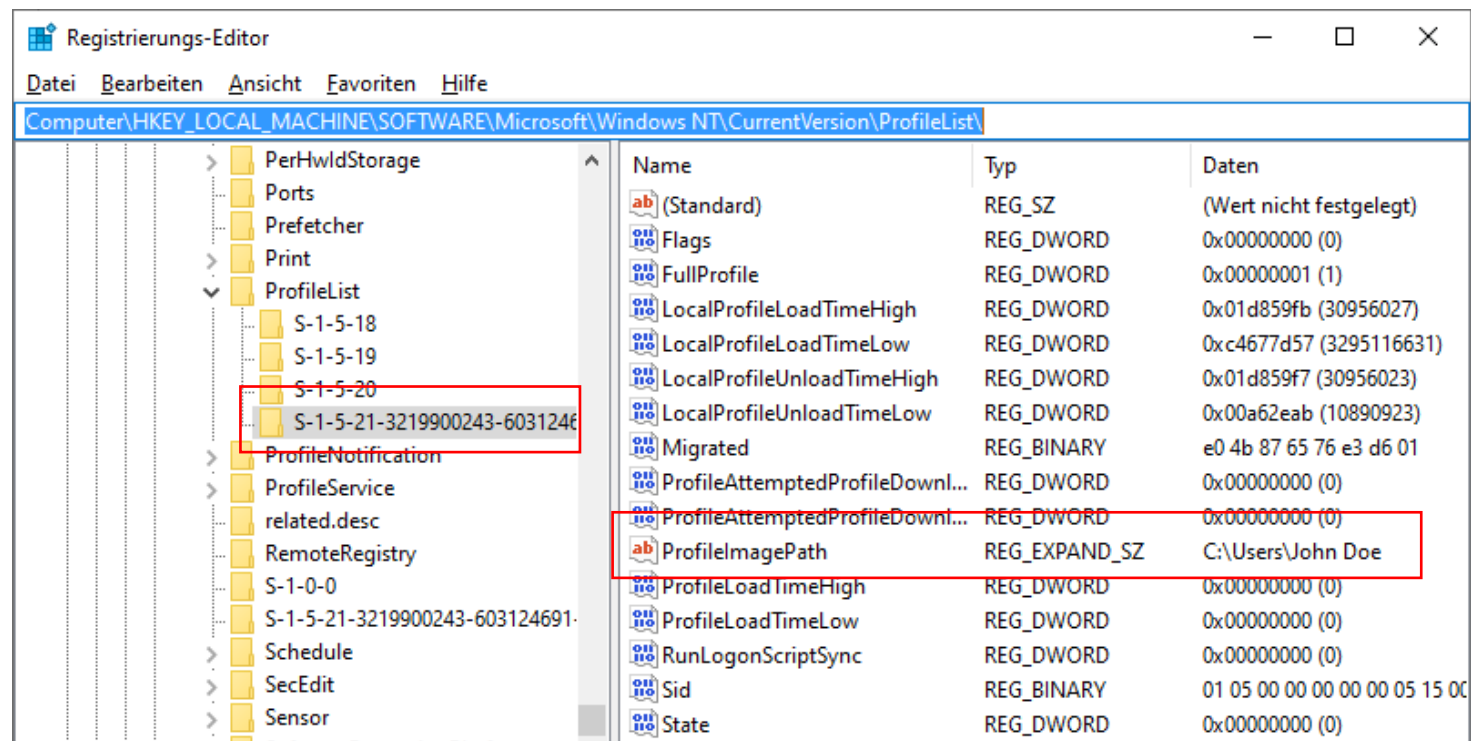 Registrierungs-Editor
Datei Bearbeiten Ansicht Favoriten Hilfe
Computer\HKEY_LOCAL_MACHINE\SOFTWARE\Microsoft\Windows NT\CurrentVersion\ProfileList\
PerHwIdStorage
Ports
Prefetcher
Print
ProfileList
S-1-5-18
S-1-5-19
S-1-5-20
S-1-5-21-3219900243-6031246
ProfileNotification
ProfileService
related.desc
RemoteRegistry
S-1-0-0
S-1-5-21-3219900243-603124691-
Schedule
SecEdit
Sensor
Name Typ Daten
(Standard) REG_SZ (Wert nicht festgelegt)
Flags REG_DWORD 0x00000000 (0)
FullProfile REG_DWORD 0x00000001 (1)
LocalProfileLoadTimeHigh REG_DWORD 0x01d859fb (30956027)
LocalProfileLoadTimeLow REG_DWORD 0xc4677d57 (3295116631)
LocalProfileUnloadTimeHigh REG_DWORD 0x01d859f7 (30956023)
LocalProfileUnloadTimeLow REG_DWORD 0x00a62eab (10890923)
Migrated REG_BINARY e0 4b 87 65 76 e3 d6 01
ProfileAttemptedProfileDownl... REG_DWORD 0x00000000 (0)
ProfileAttemptedProfileDownl... REG_DWORD 0x00000000 (0)
ProfileImagePath REG_EXPAND_SZ C:\Users\John Doe
ProfileLoadTimeHigh REG_DWORD 0x00000000 (0)
ProfileLoadTimeLow REG_DWORD 0x00000000 (0)
RunLogonScriptSync REG_DWORD 0x00000000 (0)
Sid REG_BINARY 01 05 00 00 00 00 00 05 15 00
State REG_DWORD 0x00000000 (0)